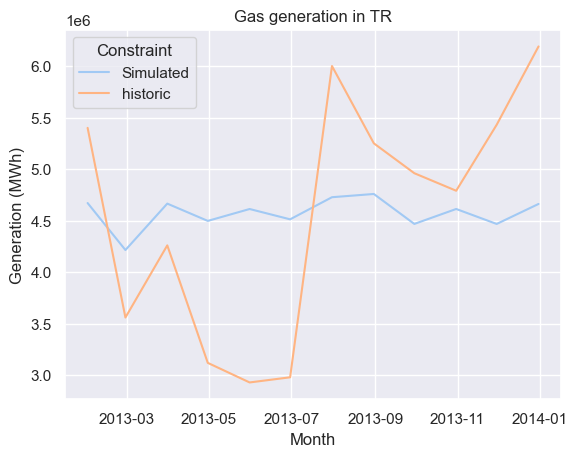 Gas generation in TR
1e6
Constraint
Simulated
historic
Generation (MWh)
6.0
5.5
5.0
4.5
4.0
3.5
3.0
2013-03 2013-05 2013-07 2013-09 2013-11 2014-01
Month